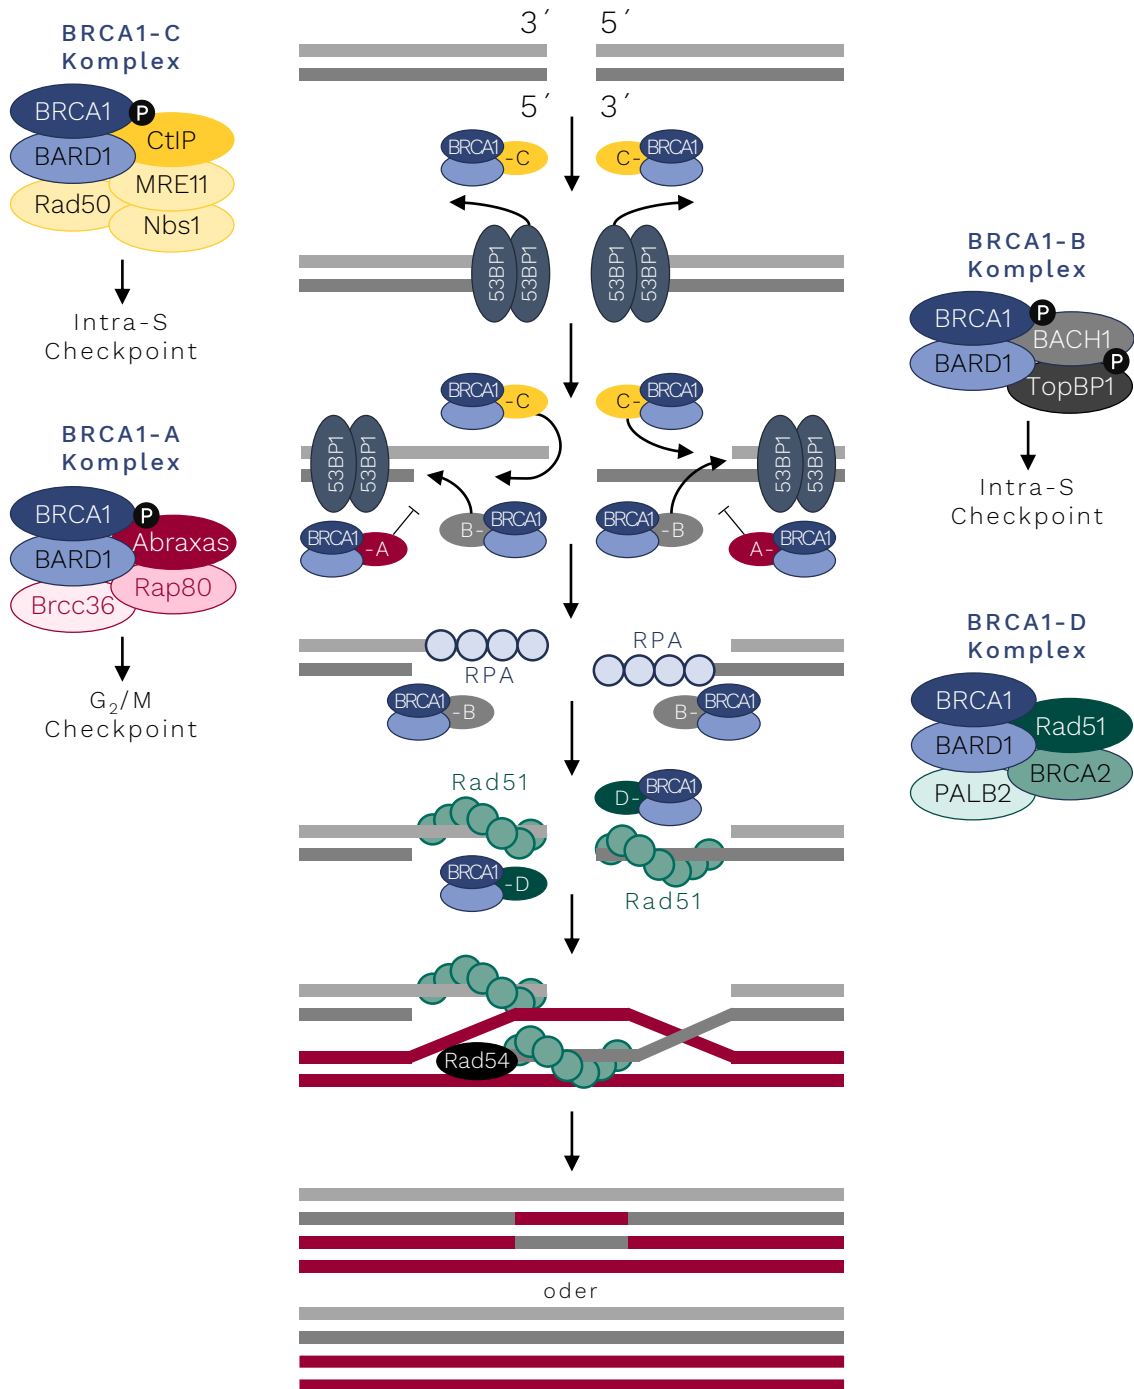 BRCA1-C
Komplex
BRCA1
P
CtIP
BARD1
MRE11
Rad50
Nbs1
Intra-S
Checkpoint
BRCA1-A
Komplex
BRCA1
P
Abraxas
BARD1
Rap80
Brcc36
G₂/M
Checkpoint
3′ 5′
5′ 3′
BRCA1 -C
C- BRCA1
53BP1 53BP1
53BP1 53BP1
BRCA1 -C
C- BRCA1
53BP1 53BP1
53BP1 53BP1
BRCA1 -A
B- BRCA1
BRCA1 -B
A- BRCA1
RPA
RPA
BRCA1 -B
B- BRCA1
Rad51
D- BRCA1
BRCA1 -D
Rad51
Rad54
oder
BRCA1-B
Komplex
BRCA1
P
BACH1
BARD1
P
TopBP1
Intra-S
Checkpoint
BRCA1-D
Komplex
BRCA1
Rad51
BARD1
BRCA2
PALB2